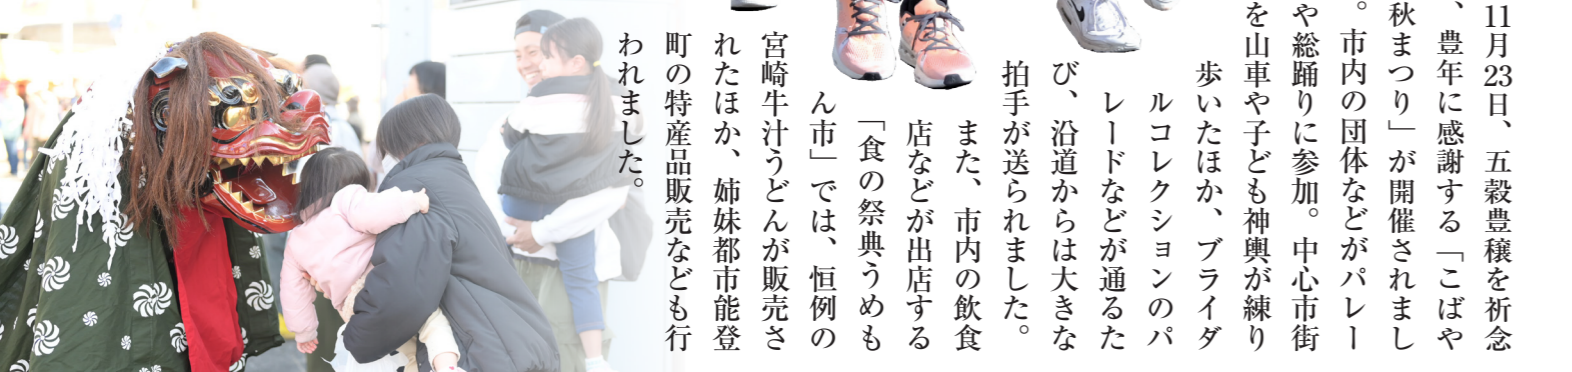 11月23日、五穀豊穣を祈念
、豊年に感謝する「こばや
秋まつり」が開催されまし
。市内の団体などがパレー
や総踊りに参加。中心市街
を山車や子ども神輿が練り
歩いたほか、ブライダ
ルコレクションのパ
レードなどが通るた
び、沿道からは大きな
拍手が送られました。
また、市内の飲食
店などが出店する
「食の祭典うめも
ん市」では、恒例の
宮崎牛汁うどんが販売さ
れたほか、姉妹都市能登
町の特産品販売なども行
われました。